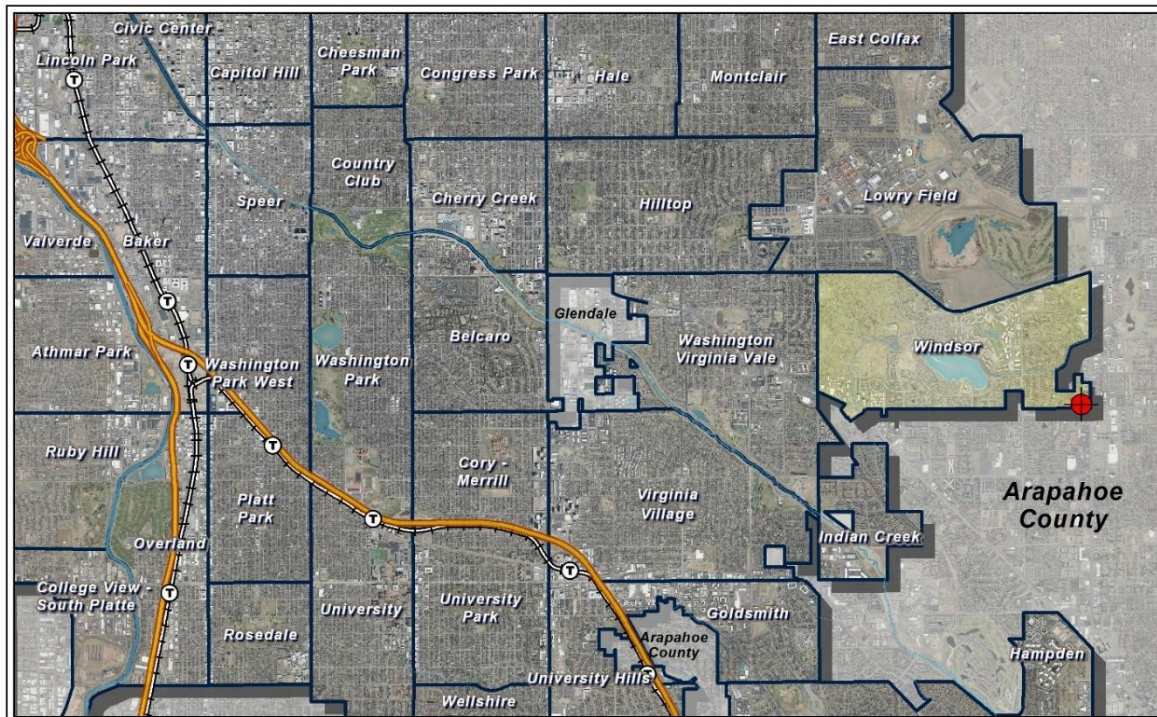 Civic Center
Lincoln Park
Capitol Hill
Cheesman
Park
Congress Park
Hale
Montclair
East Colfax
Country
Club
Speer
Cherry Creek
Hilltop
Lowry Field
Valverde
Baker
Athmar Park
Washington
Park West
Washington
Park
Belcaro
Glendale
Washington
Virginia Vale
Windsor
Ruby Hill
Platt
Park
Cory -
Merrill
Virginia
Village
Arapahoe
County
Overland
Indian Creek
College View -
South Platte
Rosedale
University
University
Park
Goldsmith
Arapahoe
County
University Hills
Hampden
Wellshire
T
T
T
T
T
T
T
T